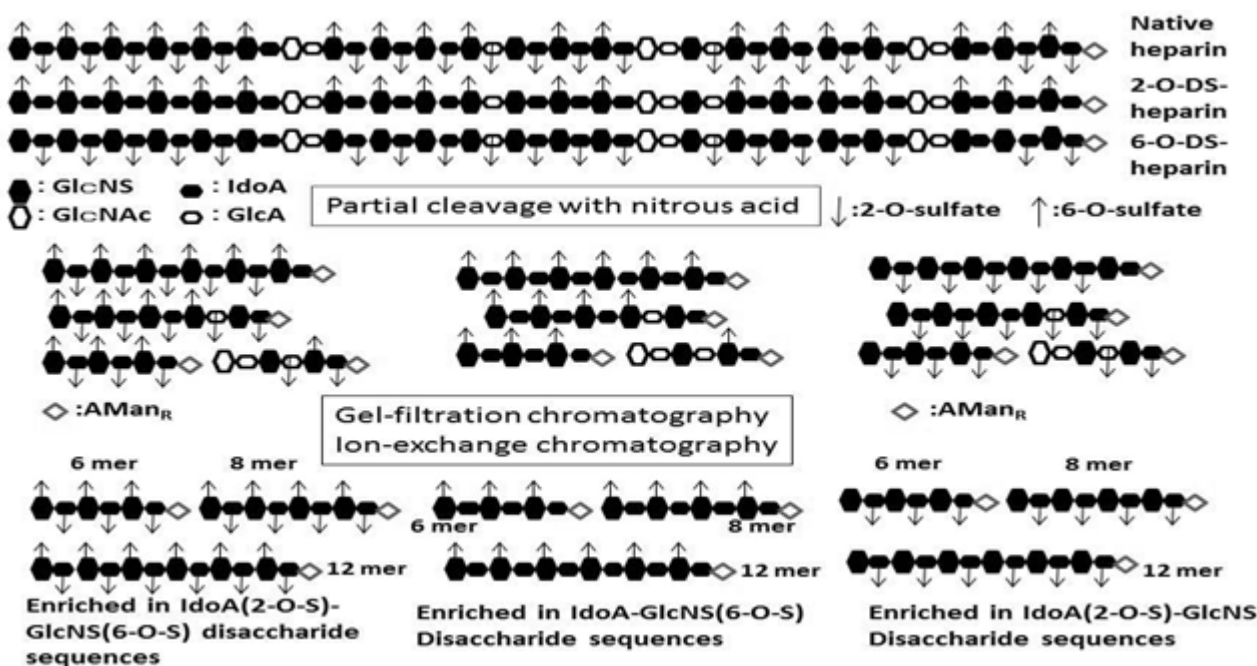 Native
heparin
2-O-DS-
heparin
6-O-DS-
heparin
: GlcNS : IdoA
: GlcNAc : GlcA
Partial cleavage with nitrous acid
:2-O-sulfate :6-O-sulfate
:AManR
:AManR
Gel-filtration chromatography
Ion-exchange chromatography
6 mer 8 mer
6 mer 8 mer
6 mer 8 mer
12 mer
12 mer
12 mer
Enriched in IdoA(2-O-S)-
GlcNS(6-O-S) disaccharide
sequences
Enriched in IdoA-GlcNS(6-O-S)
Disaccharide sequences
Enriched in IdoA(2-O-S)-GlcNS
Disaccharide sequences